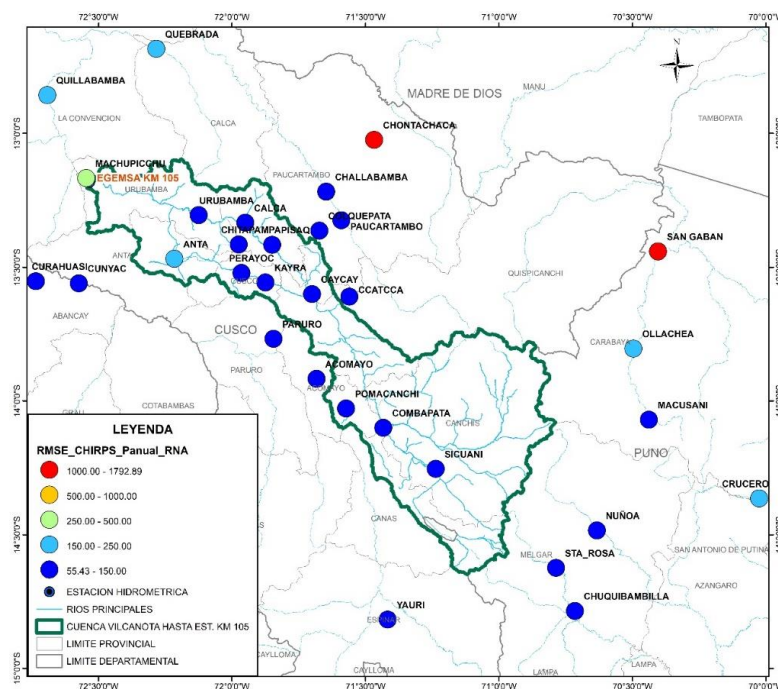 72°30'0"O
72°0'0"O
71°30'0"O
71°0'0"O
70°30'0"O
70°0'0"O
QUEBRADA
QUILLABAMBA
LA CONVENCION
CALCA
MADRE DE DIOS
MANU
TAMBOPATA
13°0'0"S
CHONTACHACA
MACHUPICCHU
EGEMSA KM 105
URUBAMBA
PAUCARTAMBO
CHALLABAMBA
URUBAMBA
CALCA
COLQUEPATA
PAUCARTAMBO
ANTA
ANTA
PERAYOC
KAYRA
CAYCAY
CCATCCA
SAN GABAN
QUISPICANCHI
13°30'0"S
CURAHUASI
CUNYAC
ABANCAY
CUSCO
PARURO
PARURO
ACOMAYO
ACOMAYO
COTABAMBAS
OLLACHEA
CARABAYA
14°0'0"S
POMACANCHI
COMBAPATA
CANCHIS
MACUSANI
PUNO
SICUANI
CRUCERO
CANAS
NUÑOA
SAN ANTONIO DE PUTINA
MELGAR
STA_ROSA
AZANGARO
CHUQUIBAMBILLA
YAURI
ESPINAR
CAYLLOMA
CAYLLOMA
LAMPA
LAMPA
15°0'0"S
LEYENDA
RMSE_CHIRPS_Panual_RNA
1000.00 - 1792.89
500.00 - 1000.00
250.00 - 500.00
150.00 - 250.00
55.43 - 150.00
ESTACION HIDROMETRICA
RIOS PRINCIPALES
CUENCA VILCANOTA HASTA EST. KM 105
LIMITE PROVINCIAL
LIMITE DEPARTAMENTAL
72°30'0"O
72°0'0"O
71°30'0"O
71°0'0"O
70°30'0"O
70°0'0"O